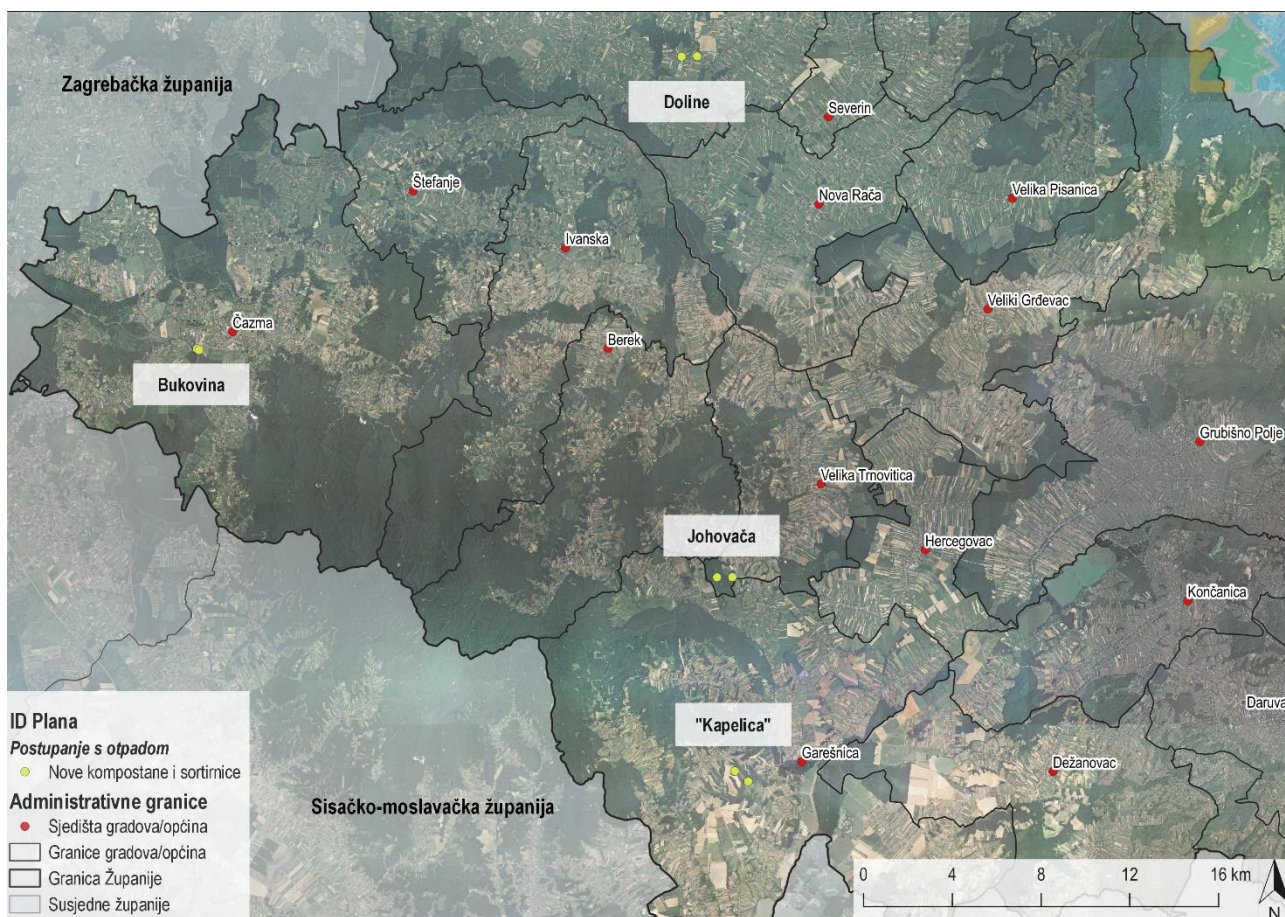 Zagrebačka županija
Doline
Severin
Štefanje
Nova Rača
Velika Pisanica
Ivanska
Veliki Grđevac
Čazma
Berek
Bukovina
Grubišno Polje
Velika Trnovitica
Johovača
Hercegovac
Končanica
"Kapelica"
Daruva
Garešnica
Dežanovac
Sisačko-moslavačka županija
ID Plana
Postupanje s otpadom
Nove kompostane i sortirnice
Administrativne granice
Sjedišta gradova/općina
Granice gradova/općina
Granica Županije
Susjedne županije
0 4 8 12 16 km
N